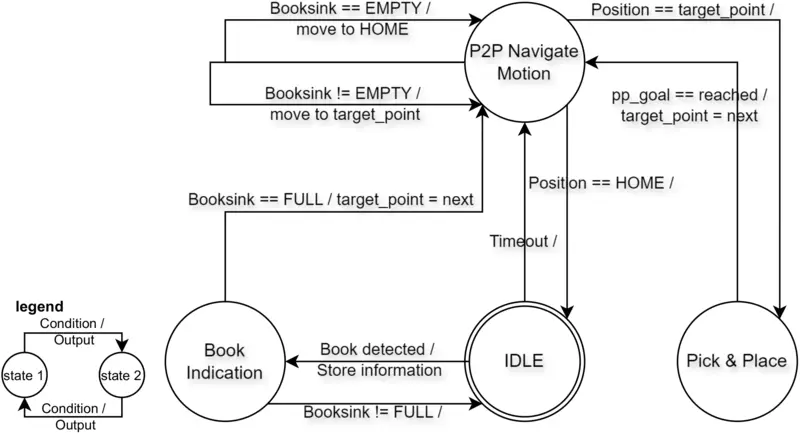 Booksink == EMPTY /
move to HOME
Position == target_point /
P2P Navigate
Motion
Booksink != EMPTY /
move to target_point
pp_goal == reached /
target_point = next
Position == HOME /
Booksink == FULL / target_point = next
Timeout /
legend
Condition /
Output
state 1
state 2
Condition /
Output
Book
Indication
Book detected /
Store information
IDLE
Pick & Place
Booksink != FULL /